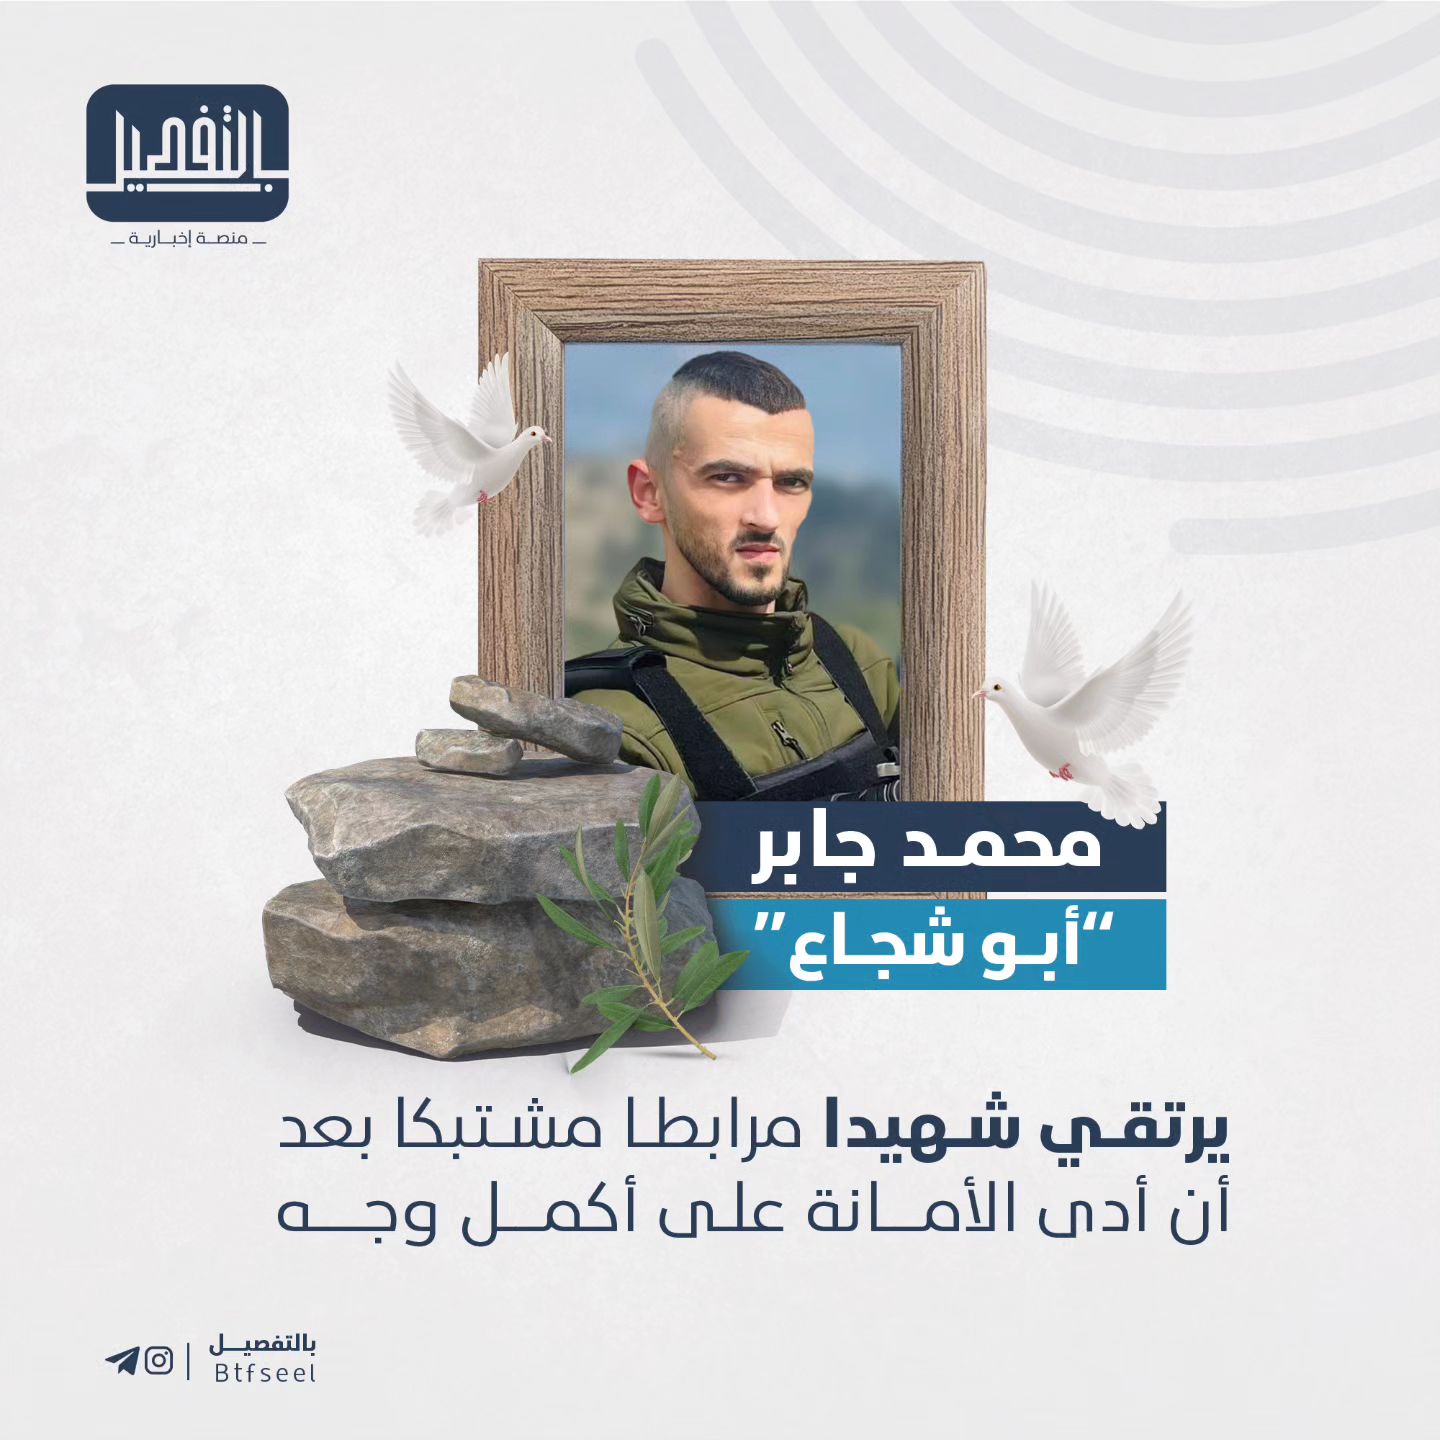 بالتفصيل
منصة إخبارية
محمد جابر
“أبو شجاع”
يرتقي شهيدا مرابطا مشتبكا بعد
أن أدى الأمانة على أكمل وجه
بالتفصيل
Btfseel